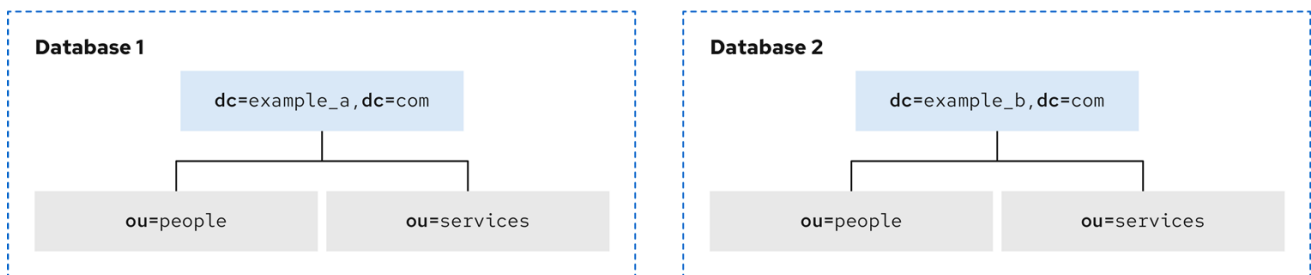 Database 1
dc=example_a,dc=com
ou=people
ou=services
Database 2
dc=example_b,dc=com
ou=people
ou=services